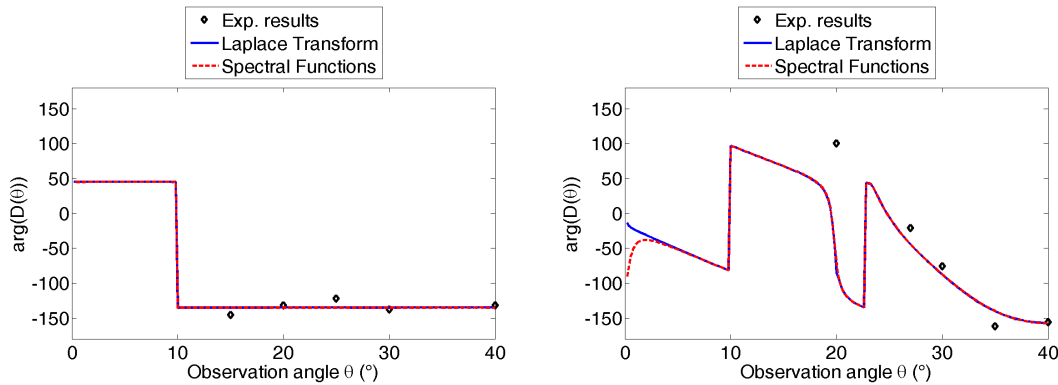 Exp. results
Laplace Transform
Spectral Functions
arg(D(θ))
150
100
50
0
-50
-100
-150
0 10 20 30 40
Observation angle θ (°)
Exp. results
Laplace Transform
Spectral Functions
arg(D(θ))
150
100
50
0
-50
-100
-150
0 10 20 30 40
Observation angle θ (°)